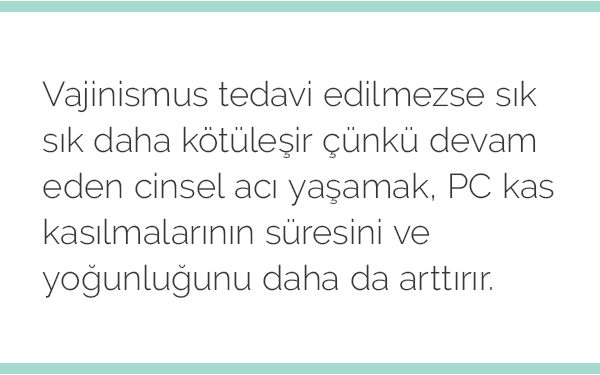 Vajinismus tedavi edilmezse sık
sık daha kötüleşir çünkü devam
eden cinsel acı yaşamak, PC kas
kasılmalarının süresini ve
yoğunluğunu daha da arttırır.